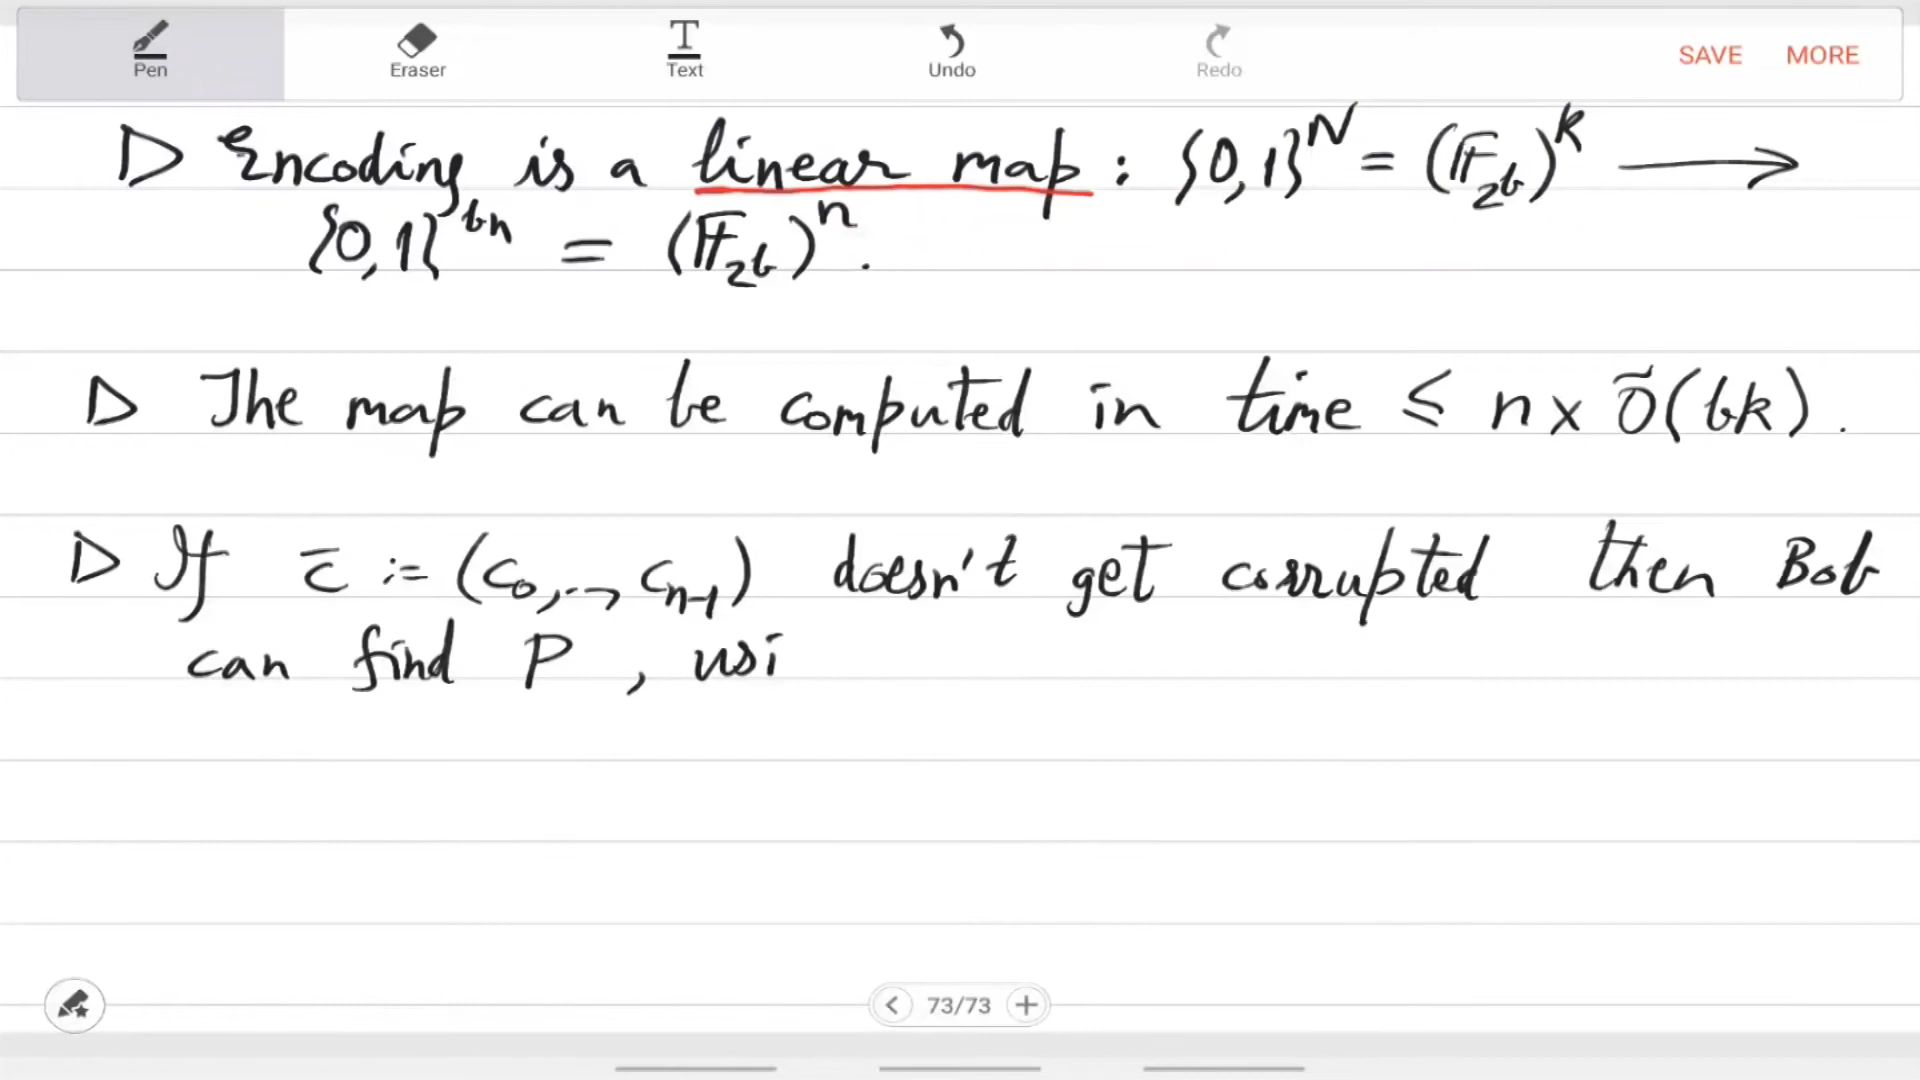 Pen Eraser Text Undo Redo SAVE MORE
▷ Encoding is a linear map : {0,1}^N = (𝔽_{2^b})^k ⟶
{0,1}^{bn} = (𝔽_{2^b})^n .
▷ The map can be computed in time ≤ n × Õ(bk) .
▷ If c̄ := (c₀,..., c_{n-1}) doesn't get corrupted then Bob
can find P , usi
73/73